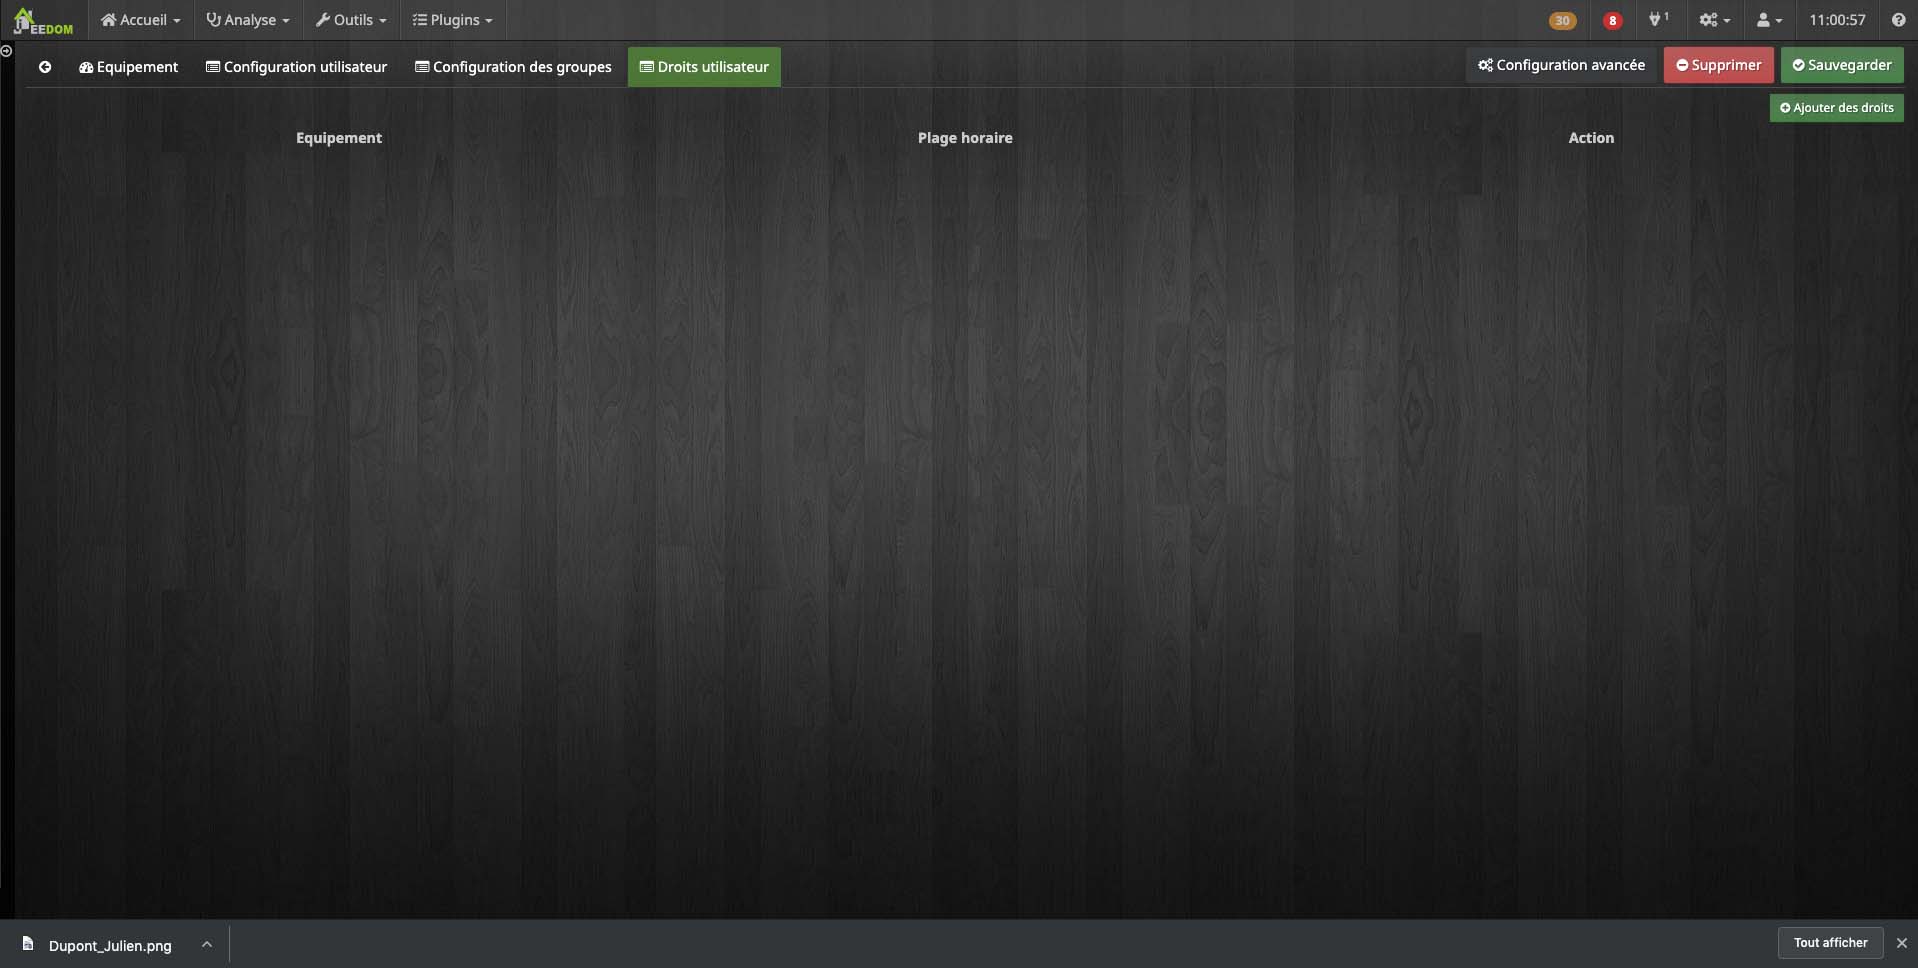 JEEDOM Accueil Analyse Outils Plugins 30 8 1 11:00:57
Equipement Configuration utilisateur Configuration des groupes Droits utilisateur Configuration avancée Supprimer Sauvegarder
Ajouter des droits
Equipement Plage horaire Action
Dupont_Julien.png Tout afficher